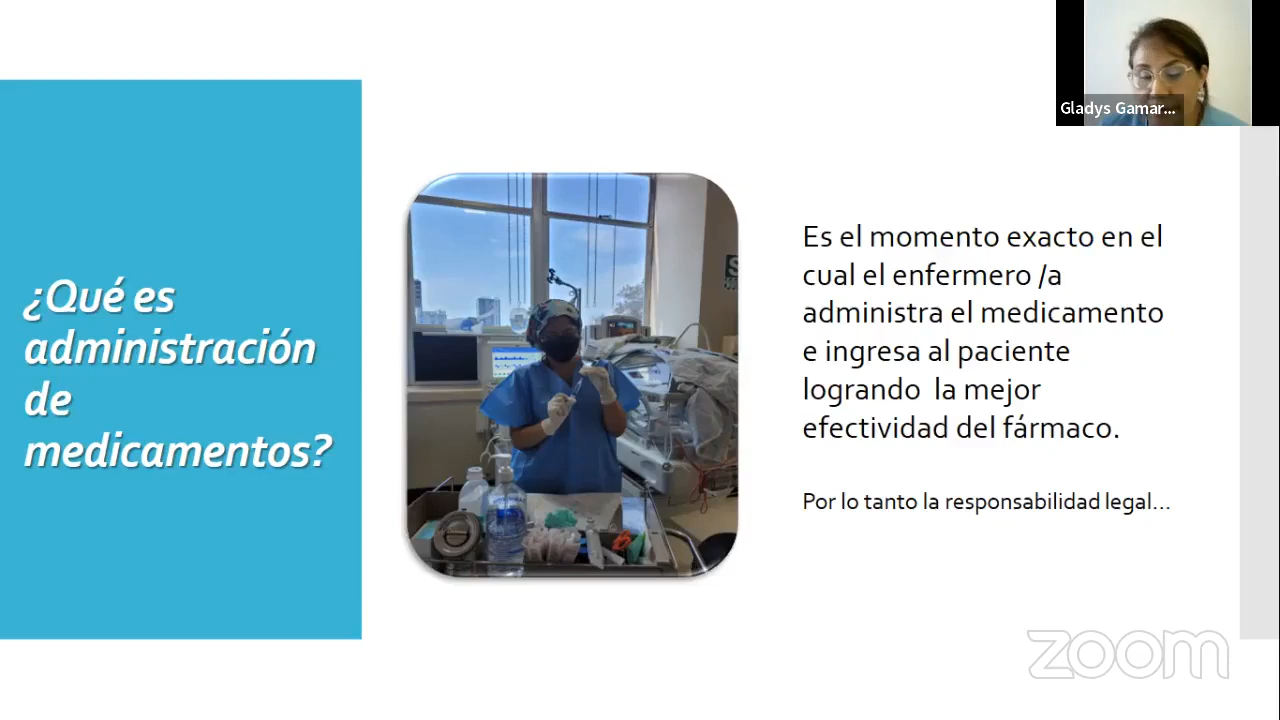 Gladys Gamar...
¿Qué es
administración
de
medicamentos?
Es el momento exacto en el
cual el enfermero /a
administra el medicamento
e ingresa al paciente
logrando la mejor
efectividad del fármaco.
Por lo tanto la responsabilidad legal...
zoom